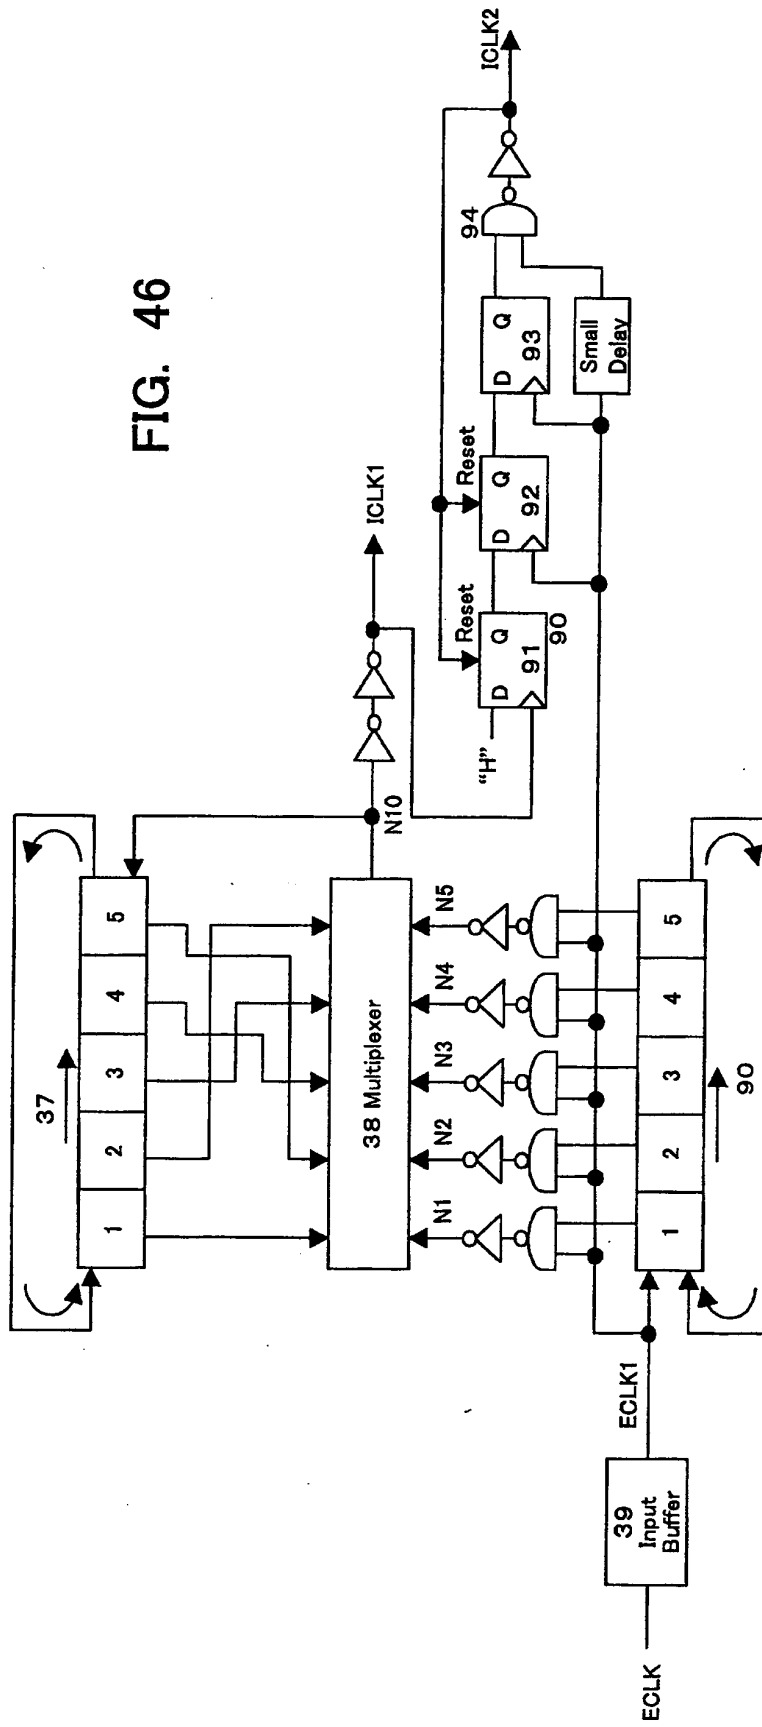 FIG. 46
37
1 2 3 4 5
N10
ICLK1
38 Multiplexer
N1 N2 N3 N4 N5
"H"
D Q
91
Reset
90
D Q
92
Reset
D Q
93
94
ICLK2
Small
Delay
ECLK
39
Input
Buffer
ECLK1
1 2 3 4 5
90